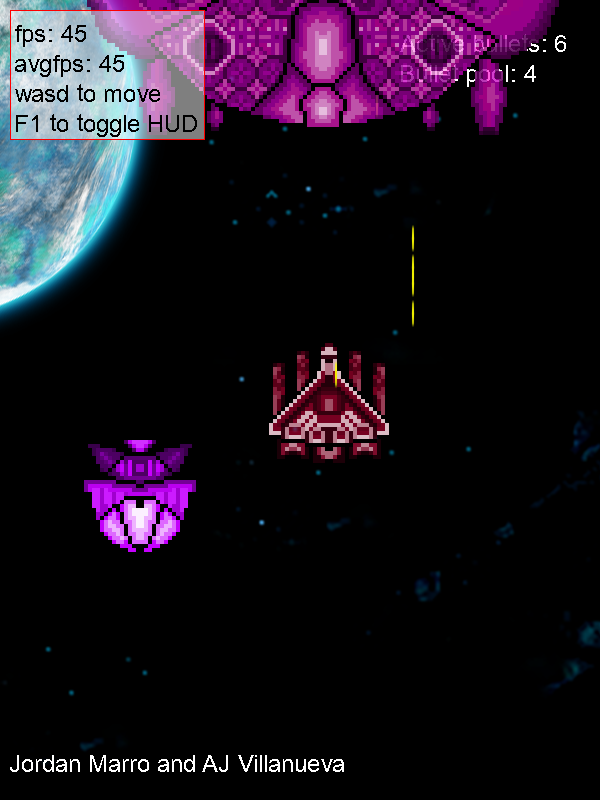 fps: 45
avgfps: 45
wasd to move
F1 to toggle HUD
Active Bullets: 6
Bullet pool: 4
Jordan Marro and AJ Villanueva